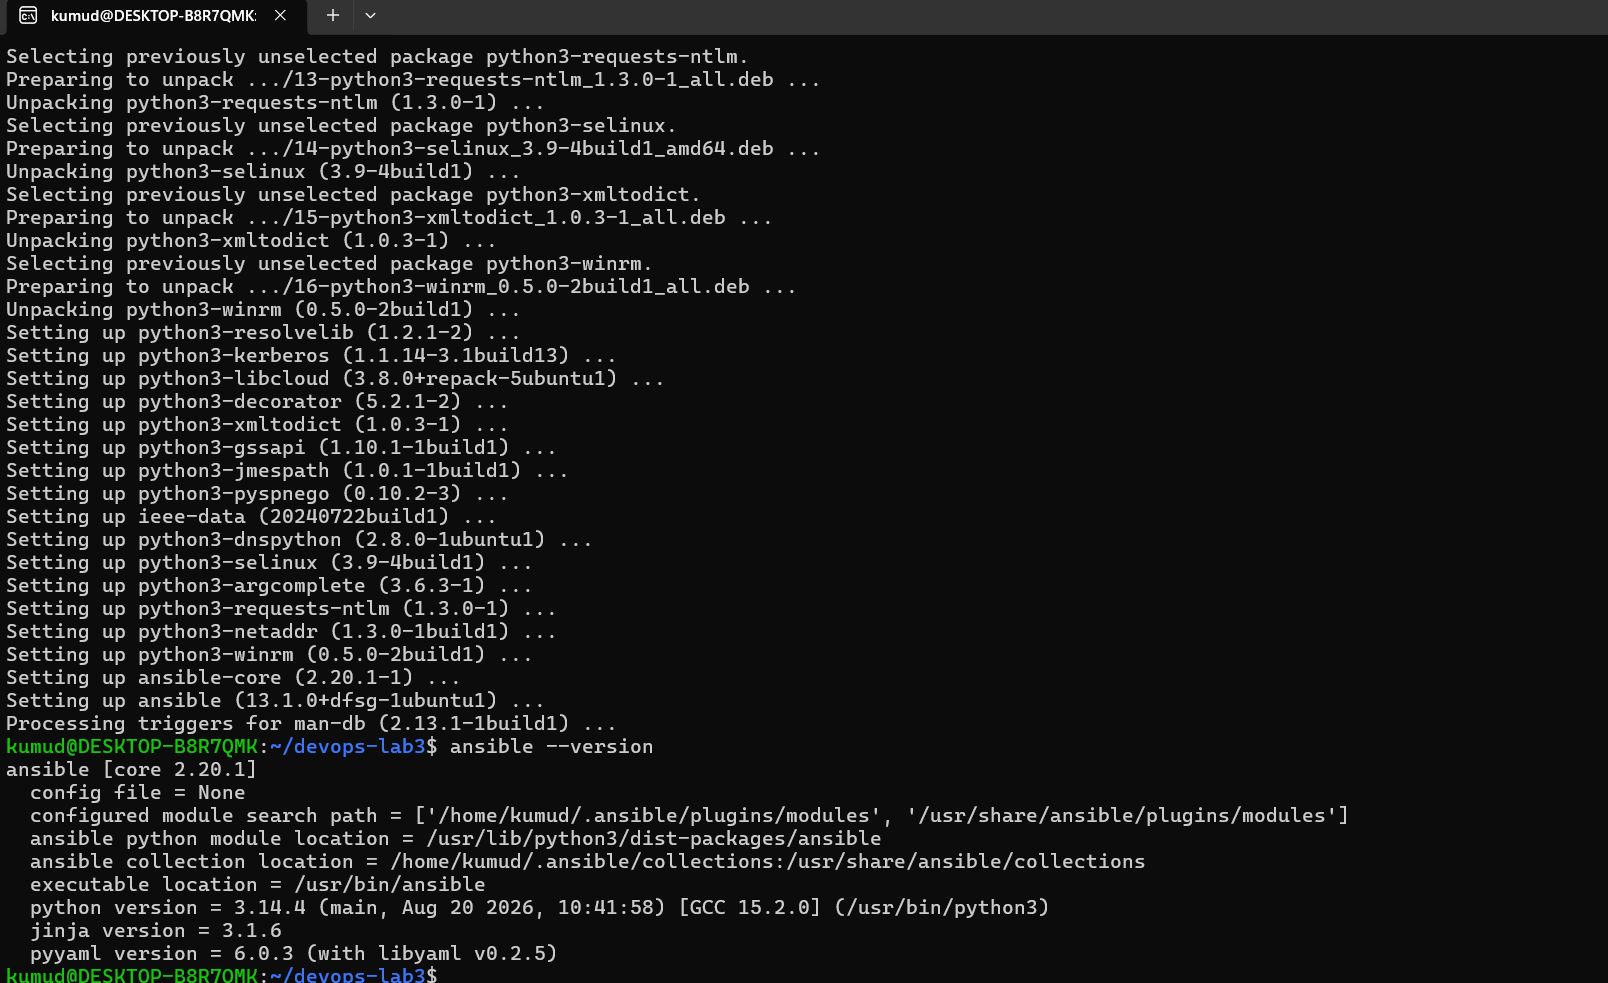 kumud@DESKTOP-B8R7QMK:
Selecting previously unselected package python3-requests-ntlm.
Preparing to unpack .../13-python3-requests-ntlm_1.3.0-1_all.deb ...
Unpacking python3-requests-ntlm (1.3.0-1) ...
Selecting previously unselected package python3-selinux.
Preparing to unpack .../14-python3-selinux_3.9-4build1_amd64.deb ...
Unpacking python3-selinux (3.9-4build1) ...
Selecting previously unselected package python3-xmltodict.
Preparing to unpack .../15-python3-xmltodict_1.0.3-1_all.deb ...
Unpacking python3-xmltodict (1.0.3-1) ...
Selecting previously unselected package python3-winrm.
Preparing to unpack .../16-python3-winrm_0.5.0-2build1_all.deb ...
Unpacking python3-winrm (0.5.0-2build1) ...
Setting up python3-resolvelib (1.2.1-2) ...
Setting up python3-kerberos (1.1.14-3.1build13) ...
Setting up python3-libcloud (3.8.0+repack-5ubuntu1) ...
Setting up python3-decorator (5.2.1-2) ...
Setting up python3-xmltodict (1.0.3-1) ...
Setting up python3-gssapi (1.10.1-1build1) ...
Setting up python3-jmespath (1.0.1-1build1) ...
Setting up python3-pyspnego (0.10.2-3) ...
Setting up ieee-data (20240722build1) ...
Setting up python3-dnspython (2.8.0-1ubuntu1) ...
Setting up python3-selinux (3.9-4build1) ...
Setting up python3-argcomplete (3.6.3-1) ...
Setting up python3-requests-ntlm (1.3.0-1) ...
Setting up python3-netaddr (1.3.0-1build1) ...
Setting up python3-winrm (0.5.0-2build1) ...
Setting up ansible-core (2.20.1-1) ...
Setting up ansible (13.1.0+dfsg-1ubuntu1) ...
Processing triggers for man-db (2.13.1-1build1) ...
kumud@DESKTOP-B8R7QMK:~/devops-lab3$ ansible --version
ansible [core 2.20.1]
  config file = None
  configured module search path = ['/home/kumud/.ansible/plugins/modules', '/usr/share/ansible/plugins/modules']
  ansible python module location = /usr/lib/python3/dist-packages/ansible
  ansible collection location = /home/kumud/.ansible/collections:/usr/share/ansible/collections
  executable location = /usr/bin/ansible
  python version = 3.14.4 (main, Aug 20 2026, 10:41:58) [GCC 15.2.0] (/usr/bin/python3)
  jinja version = 3.1.6
  pyyaml version = 6.0.3 (with libyaml v0.2.5)
kumud@DESKTOP-B8R7QMK:~/devops-lab3$